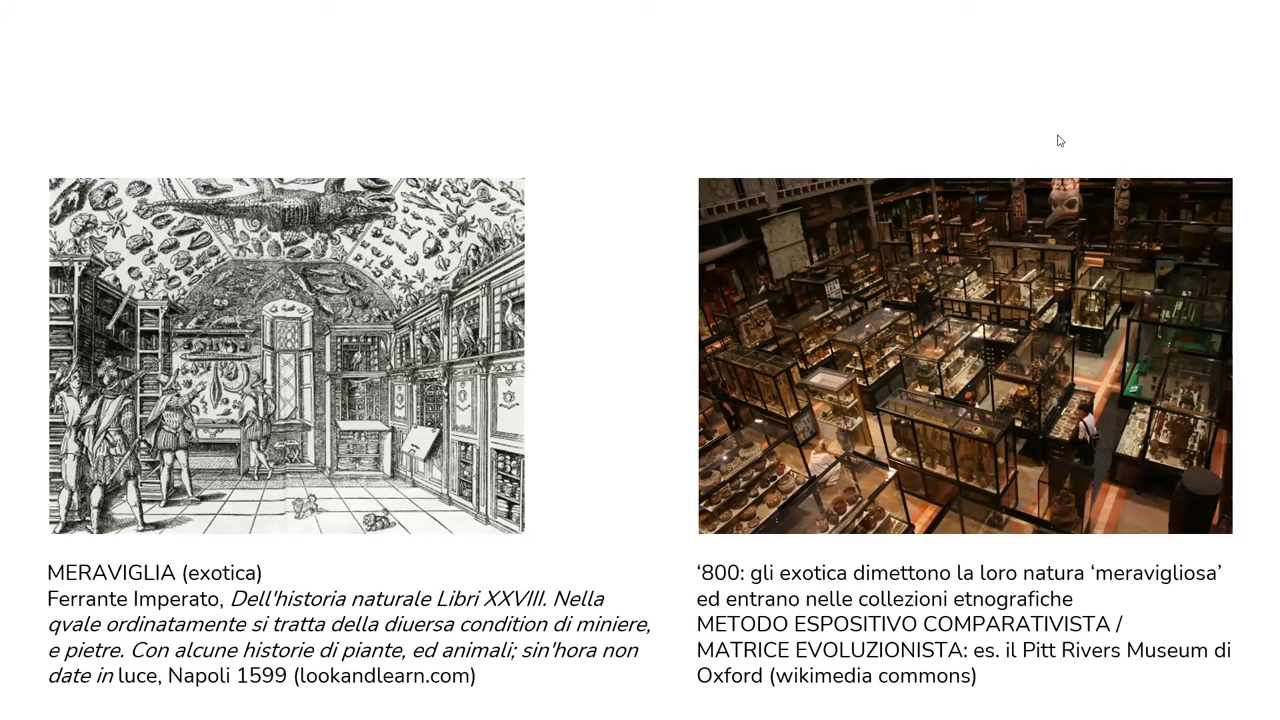 MERAVIGLIA (exotica)
Ferrante Imperato, Dell'historia naturale Libri XXVIII. Nella
qvale ordinatamente si tratta della diuersa condition di miniere,
e pietre. Con alcune historie di piante, ed animali; sin'hora non
date in luce, Napoli 1599 (lookandlearn.com)
‘800: gli exotica dimettono la loro natura ‘meravigliosa’
ed entrano nelle collezioni etnografiche
METODO ESPOSITIVO COMPARATIVISTA /
MATRICE EVOLUZIONISTA: es. il Pitt Rivers Museum di
Oxford (wikimedia commons)